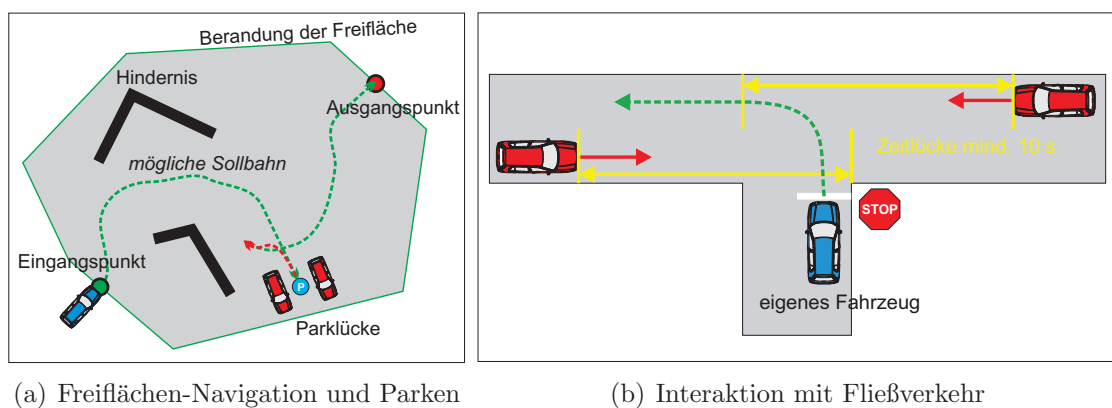 Berandung der Freifläche
Hindernis
Ausgangspunkt
mögliche Sollbahn
Eingangspunkt
P
Parklücke
(a) Freiflächen-Navigation und Parken
Zeitlücke mind. 10 s
STOP
eigenes Fahrzeug
(b) Interaktion mit Fließverkehr